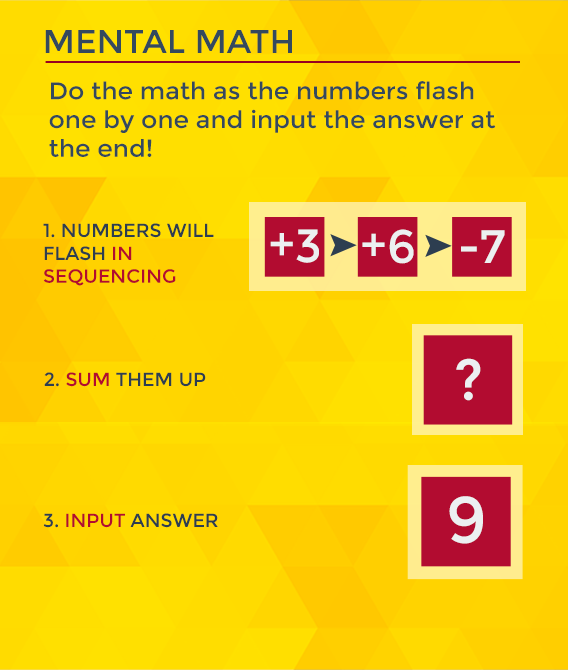 MENTAL MATH
Do the math as the numbers flash
one by one and input the answer at
the end!
1. NUMBERS WILL
FLASH IN
SEQUENCING
+3 +6 -7
2. SUM THEM UP
?
3. INPUT ANSWER
9